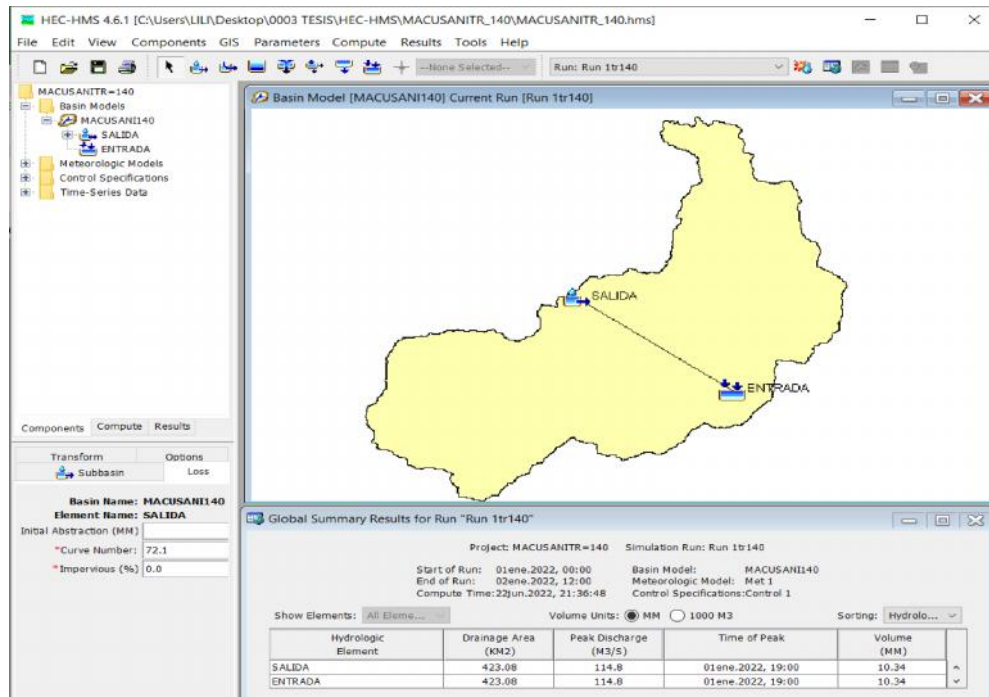 HEC-HMS 4.6.1 [C:\Users\LILI\Desktop\0003 TESIS\HEC-HMS\MACUSANITR_140\MACUSANITR_140.hms]
File Edit View Components GIS Parameters Compute Results Tools Help
--None Selected-- Run: Run 1tr140
MACUSANITR=140
Basin Models
MACUSANI140
SALIDA
ENTRADA
Meteorologic Models
Control Specifications
Time-Series Data
Components Compute Results
Basin Model [MACUSANI140] Current Run [Run 1tr140]
SALIDA
ENTRADA
Transform Options
Subbasin Loss
Basin Name: MACUSANI140
Element Name: SALIDA
Initial Abstraction (MM)
*Curve Number: 72.1
*Impervious (%) 0.0
Global Summary Results for Run "Run 1tr140"
Project: MACUSANITR=140 Simulation Run: Run 1tr140
Start of Run: 01ene.2022, 00:00 Basin Model: MACUSANI140
End of Run: 02ene.2022, 12:00 Meteorologic Model: Met 1
Compute Time:22jun.2022, 21:36:48 Control Specifications:Control 1
Show Elements: All Eleme... Volume Units: MM 1000 M3 Sorting: Hydrolo...
Hydrologic Element Drainage Area (KM2) Peak Discharge (M3/S) Time of Peak Volume (MM)
SALIDA 423.08 114.8 01ene.2022, 19:00 10.34
ENTRADA 423.08 114.8 01ene.2022, 19:00 10.34